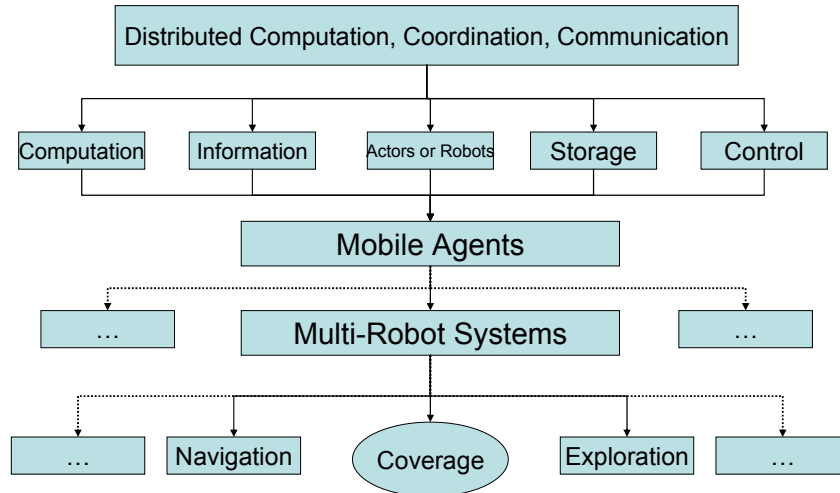 Distributed Computation, Coordination, Communication
Computation
Information
Actors or Robots
Storage
Control
Mobile Agents
…
Multi-Robot Systems
…
…
Navigation
Coverage
Exploration
…